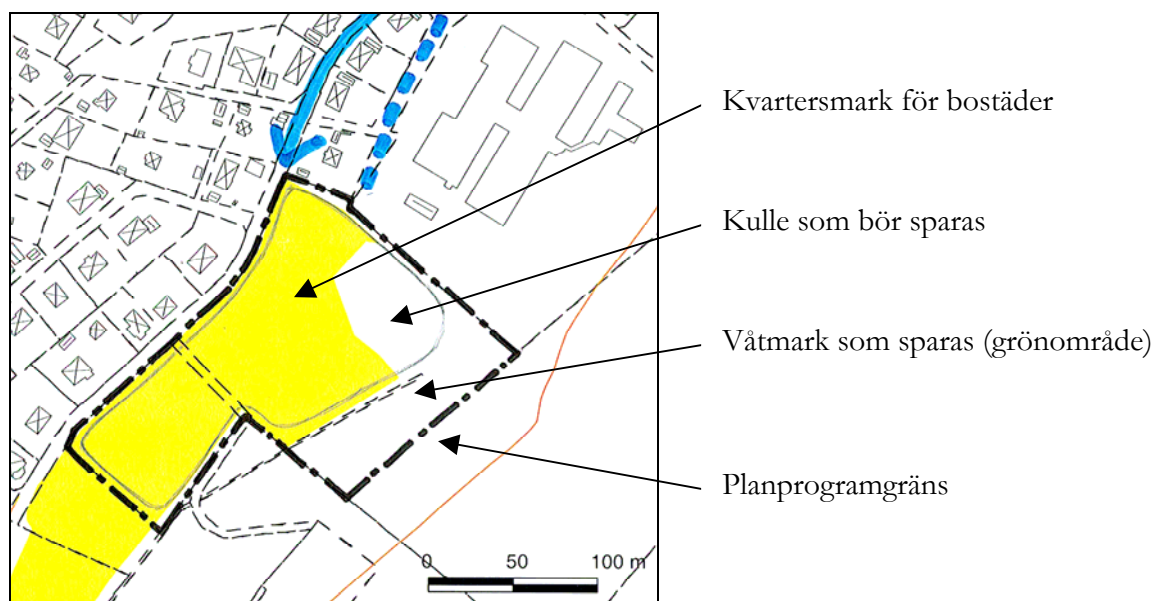 Kvartersmark för bostäder
Kulle som bör sparas
Våtmark som sparas (grönområde)
Planprogramgräns
0 50 100 m